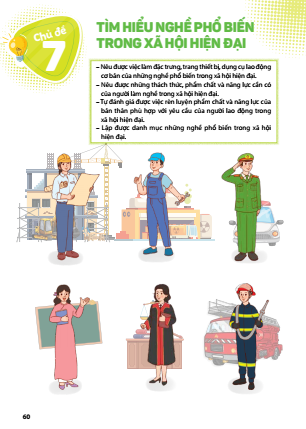 Chủ đề
7
TÌM HIỂU NGHỀ PHỔ BIẾN
TRONG XÃ HỘI HIỆN ĐẠI
– Nêu được việc làm đặc trưng, trang thiết bị, dụng cụ lao động
cơ bản của những nghề phổ biến trong xã hội hiện đại.
– Nêu được những thách thức, phẩm chất và năng lực cần có
của người làm nghề trong xã hội hiện đại.
– Tự đánh giá được việc rèn luyện phẩm chất và năng lực của
bản thân phù hợp với yêu cầu của người lao động trong
xã hội hiện đại.
– Lập được danh mục những nghề phổ biến trong xã hội
hiện đại.
60